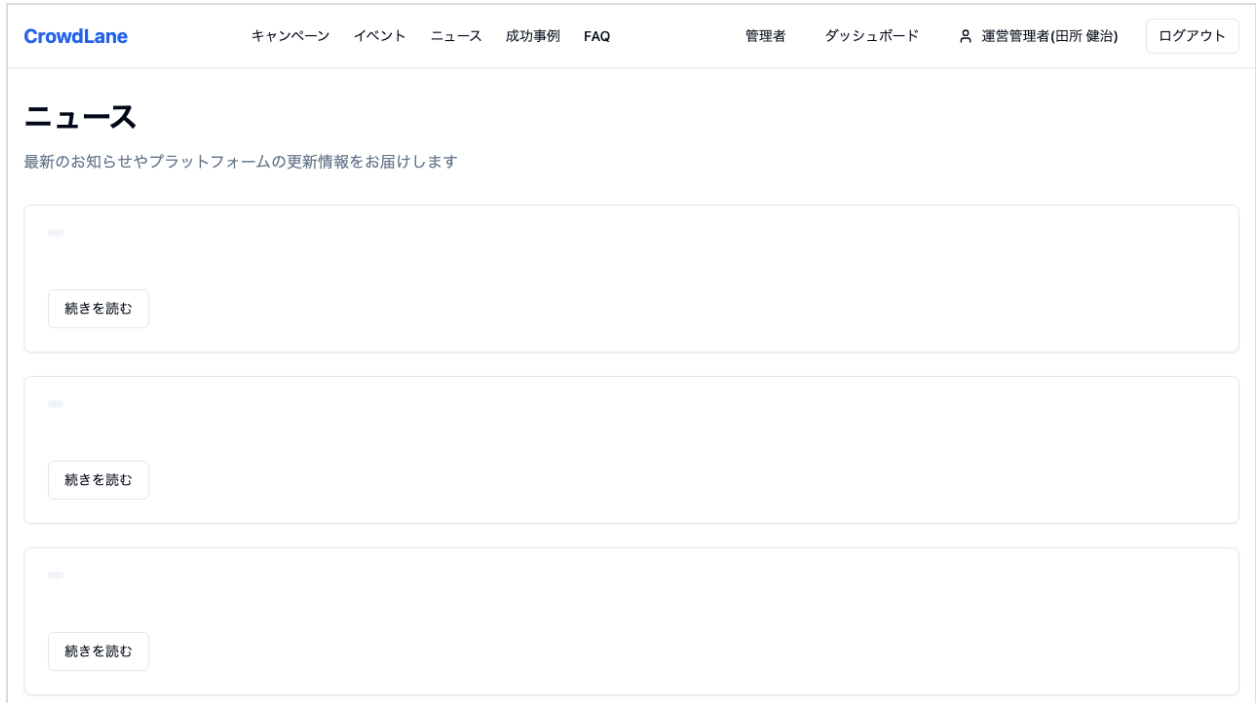 CrowdLane キャンペーン イベント ニュース 成功事例 FAQ 管理者 ダッシュボード 運営管理者(田所 健治) ログアウト
ニュース
最新のお知らせやプラットフォームの更新情報をお届けします
続きを読む
続きを読む
続きを読む